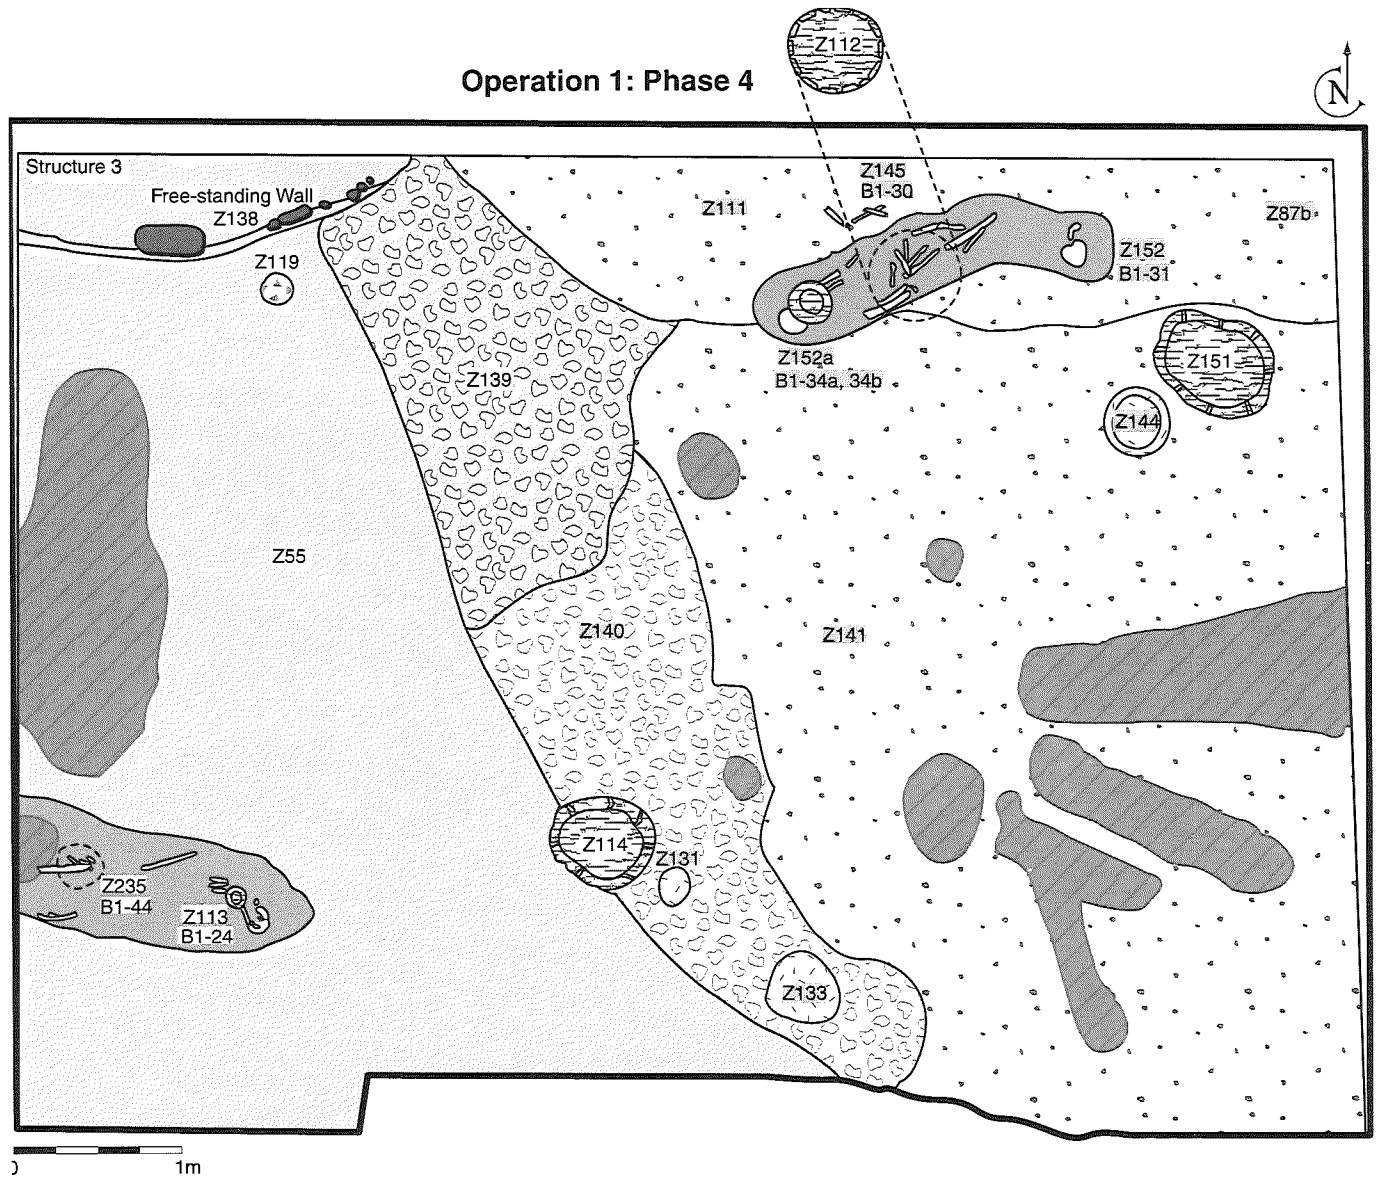 Z112
Operation 1: Phase 4
N
Structure 3
Free-standing Wall
Z138
Z145
B1-30
Z111
Z87b
Z119
Z152
B1-31
Z152a
B1-34a, 34b
Z151
Z139
Z144
Z55
Z140
Z141
Z114
Z131
Z235
B1-44
Z113
B1-24
Z133
1m